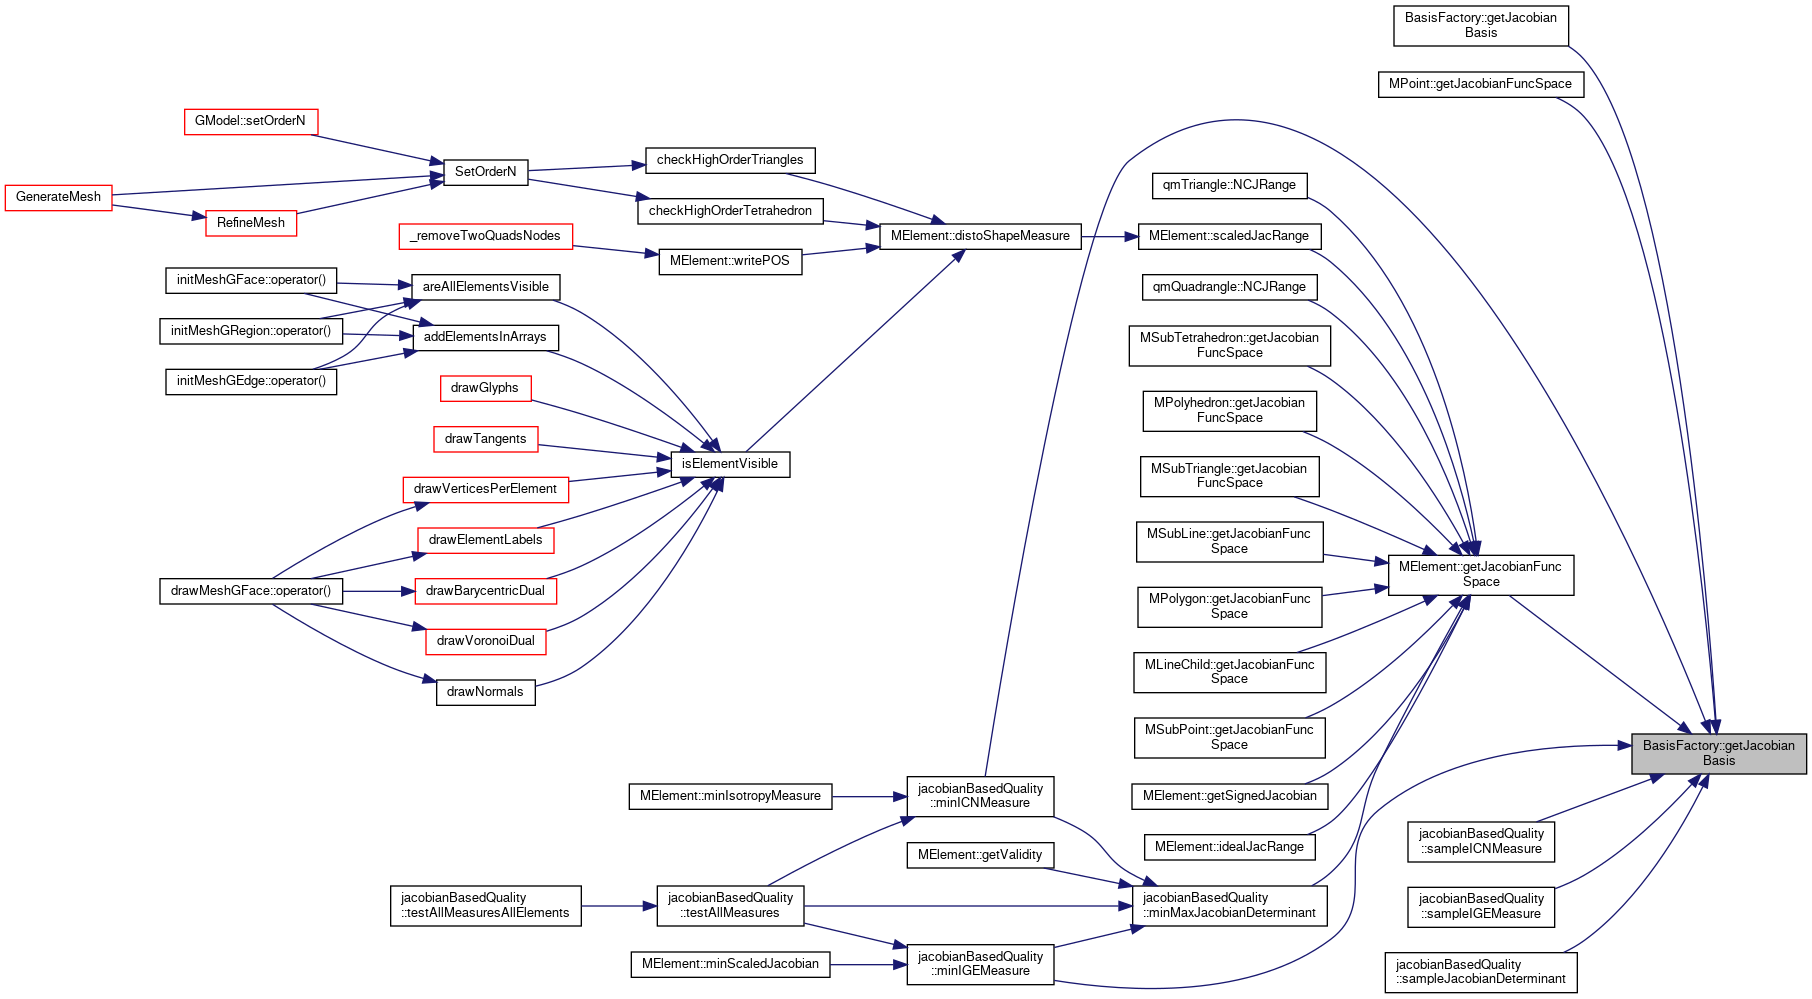 BasisFactory::getJacobian
Basis
MPoint::getJacobianFuncSpace
GModel::setOrderN
checkHighOrderTriangles
SetOrderN
GenerateMesh
RefineMesh
checkHighOrderTetrahedron
_removeTwoQuadsNodes
MElement::writePOS
MElement::distoShapeMeasure
qmTriangle::NCJRange
MElement::scaledJacRange
initMeshGFace::operator()
areAllElementsVisible
initMeshGRegion::operator()
addElementsInArrays
initMeshGEdge::operator()
drawGlyphs
drawTangents
isElementVisible
drawVerticesPerElement
drawElementLabels
drawMeshGFace::operator()
drawBarycentricDual
drawVoronoiDual
drawNormals
qmQuadrangle::NCJRange
MSubTetrahedron::getJacobian
FuncSpace
MPolyhedron::getJacobian
FuncSpace
MSubTriangle::getJacobian
FuncSpace
MSubLine::getJacobianFunc
Space
MElement::getJacobianFunc
Space
MPolygon::getJacobianFunc
Space
MLineChild::getJacobianFunc
Space
MSubPoint::getJacobianFunc
Space
BasisFactory::getJacobian
Basis
MElement::getSignedJacobian
MElement::idealJacRange
MElement::minIsotropyMeasure
jacobianBasedQuality
::minICNMeasure
MElement::getValidity
jacobianBasedQuality
::testAllMeasuresAllElements
jacobianBasedQuality
::testAllMeasures
jacobianBasedQuality
::minMaxJacobianDeterminant
MElement::minScaledJacobian
jacobianBasedQuality
::minIGEMeasure
jacobianBasedQuality
::sampleICNMeasure
jacobianBasedQuality
::sampleIGEMeasure
jacobianBasedQuality
::sampleJacobianDeterminant